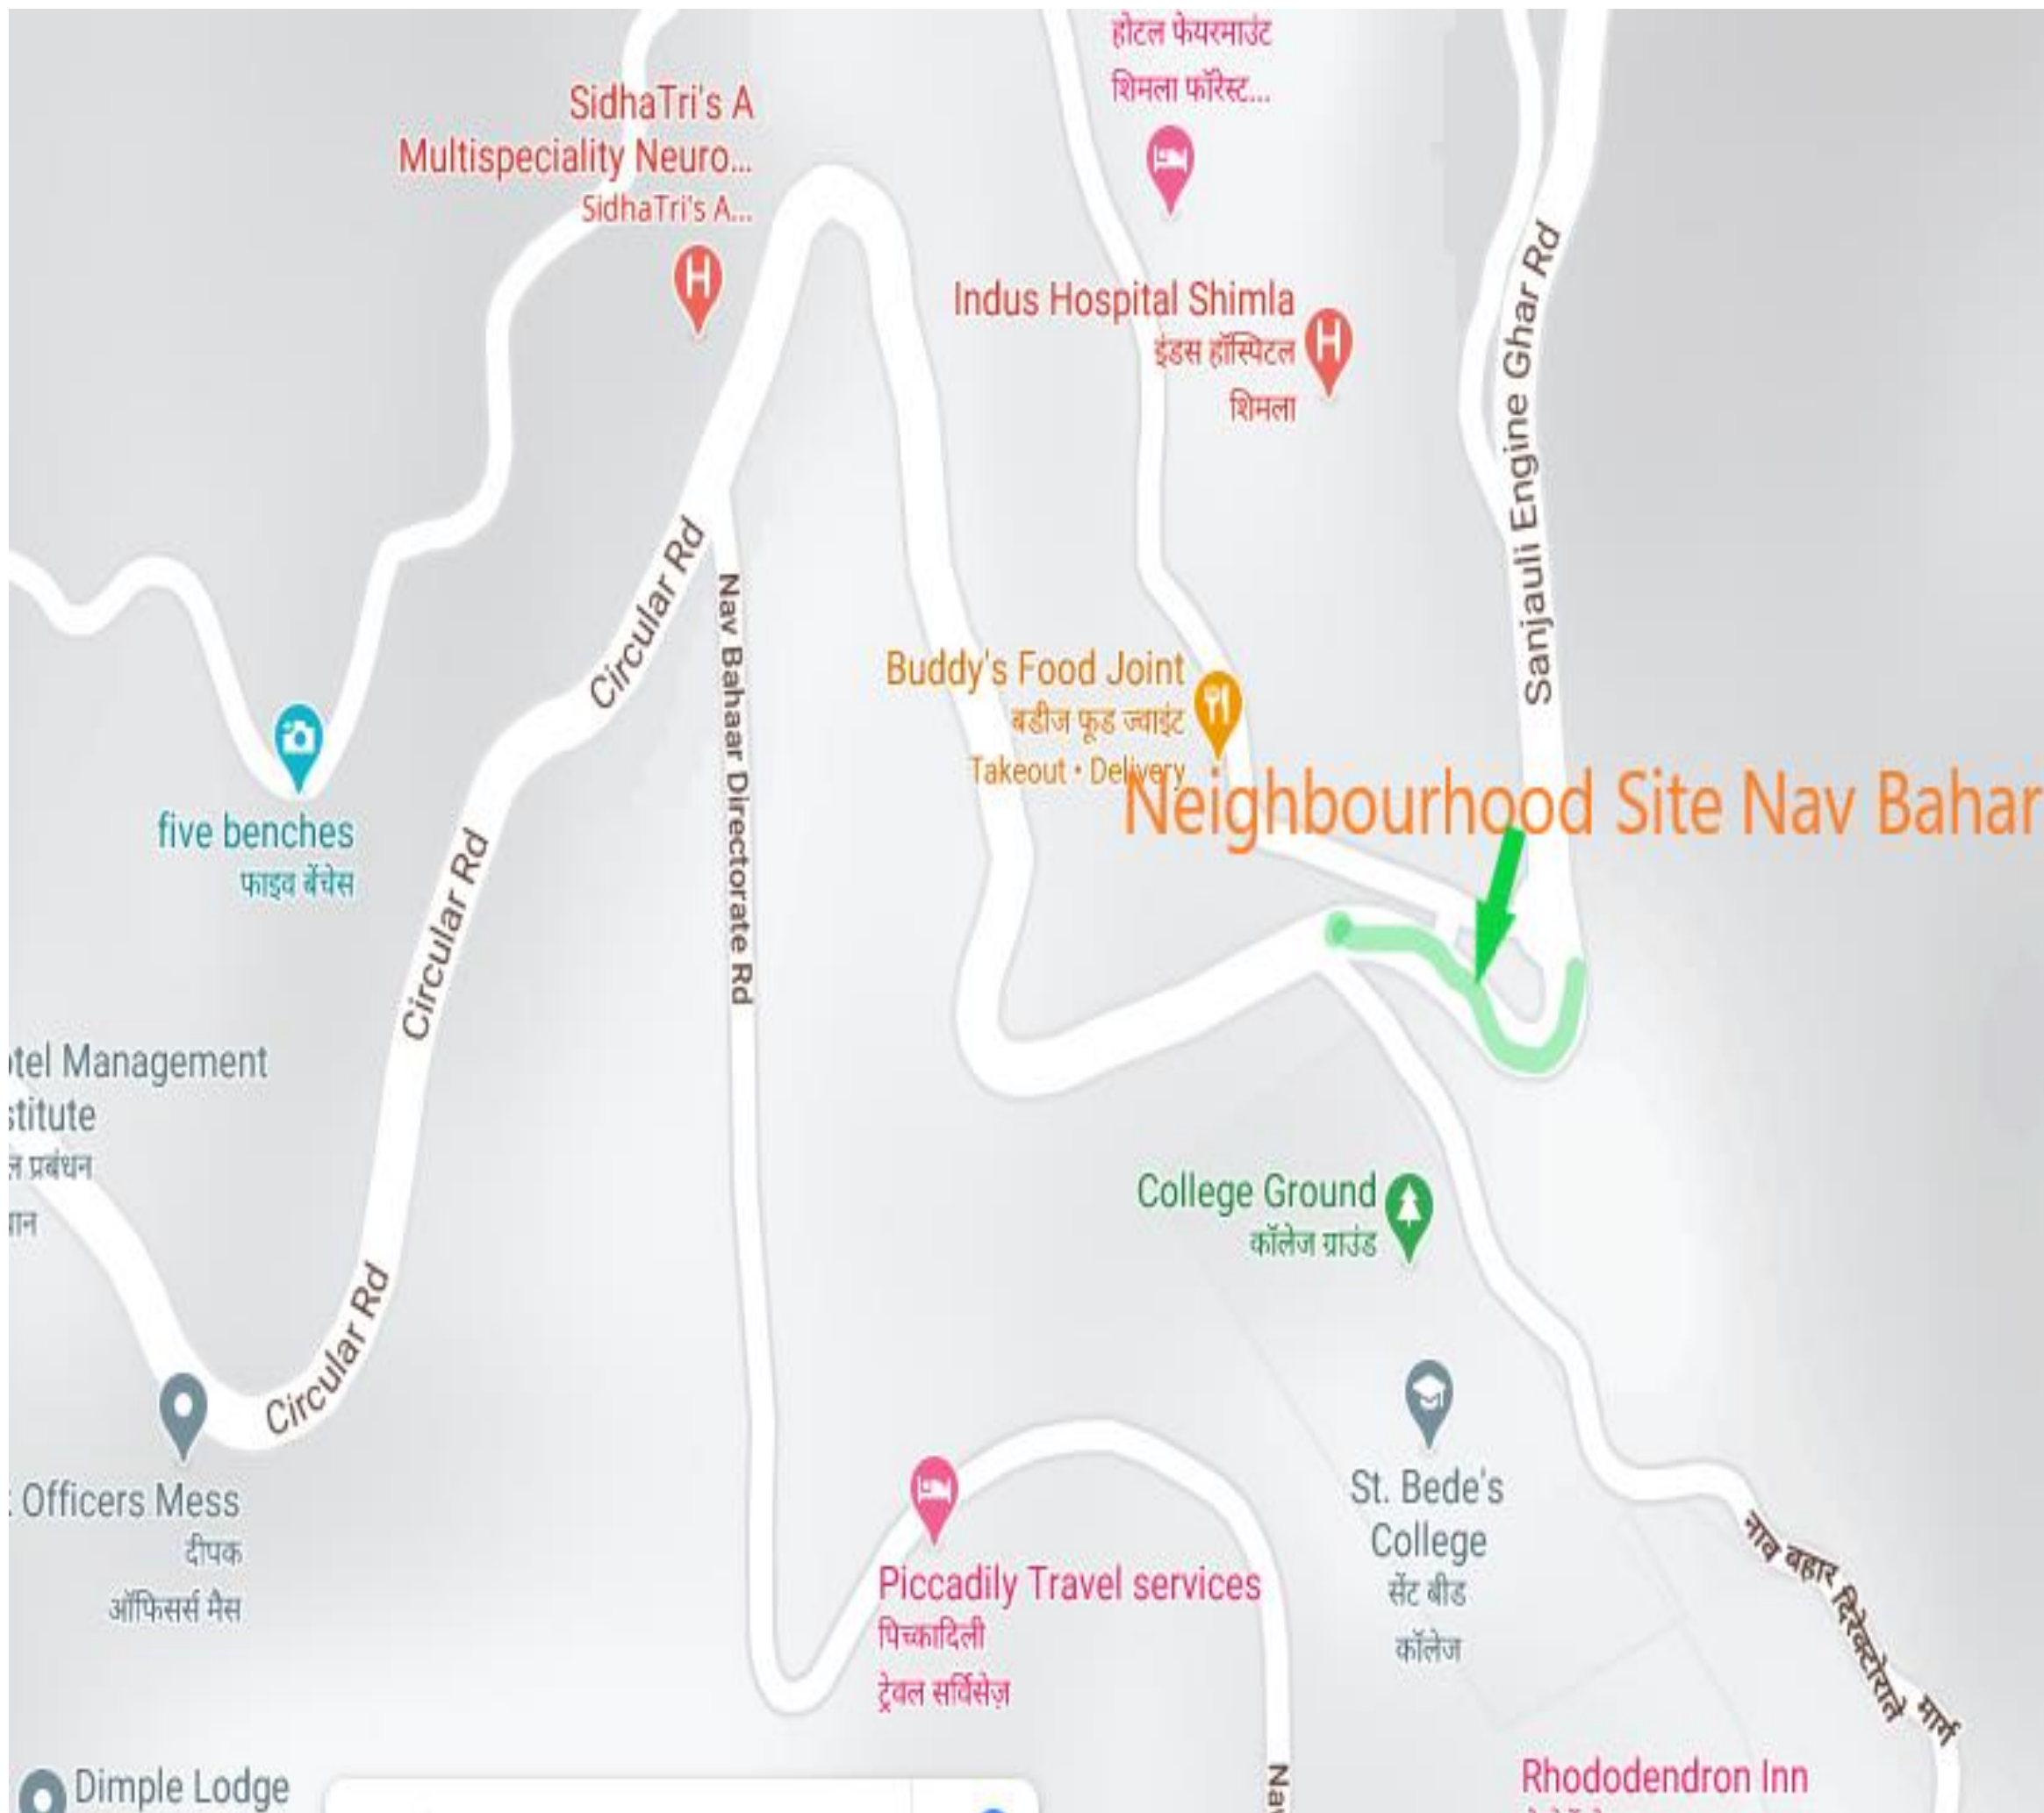 होटल फेयरमाउंट
शिमला फॉरेस्ट...
SidhaTri's A
Multispeciality Neuro...
SidhaTri's A...
Sanjauli Engine Ghar Rd
Indus Hospital Shimla
इंडस हॉस्पिटल
शिमला
Circular Rd
Nav Bahaar Directorate Rd
Buddy's Food Joint
बडीज फूड ज्वाइंट
Takeout • Delivery
Neighbourhood Site Nav Bahar
five benches
फाइव बेंचेस
Circular Rd
otel Management
stitute
ल प्रबंधन
थान
College Ground
कॉलेज ग्राउंड
Circular Rd
Officers Mess
दीपक
ऑफिसर्स मैस
St. Bede's
College
सेंट बीड
कॉलेज
Piccadily Travel services
पिच्कादिली
ट्रेवल सर्विसेज़
नाव बहार दिरेक्टोराते मार्ग
Dimple Lodge
Nav
Rhododendron Inn